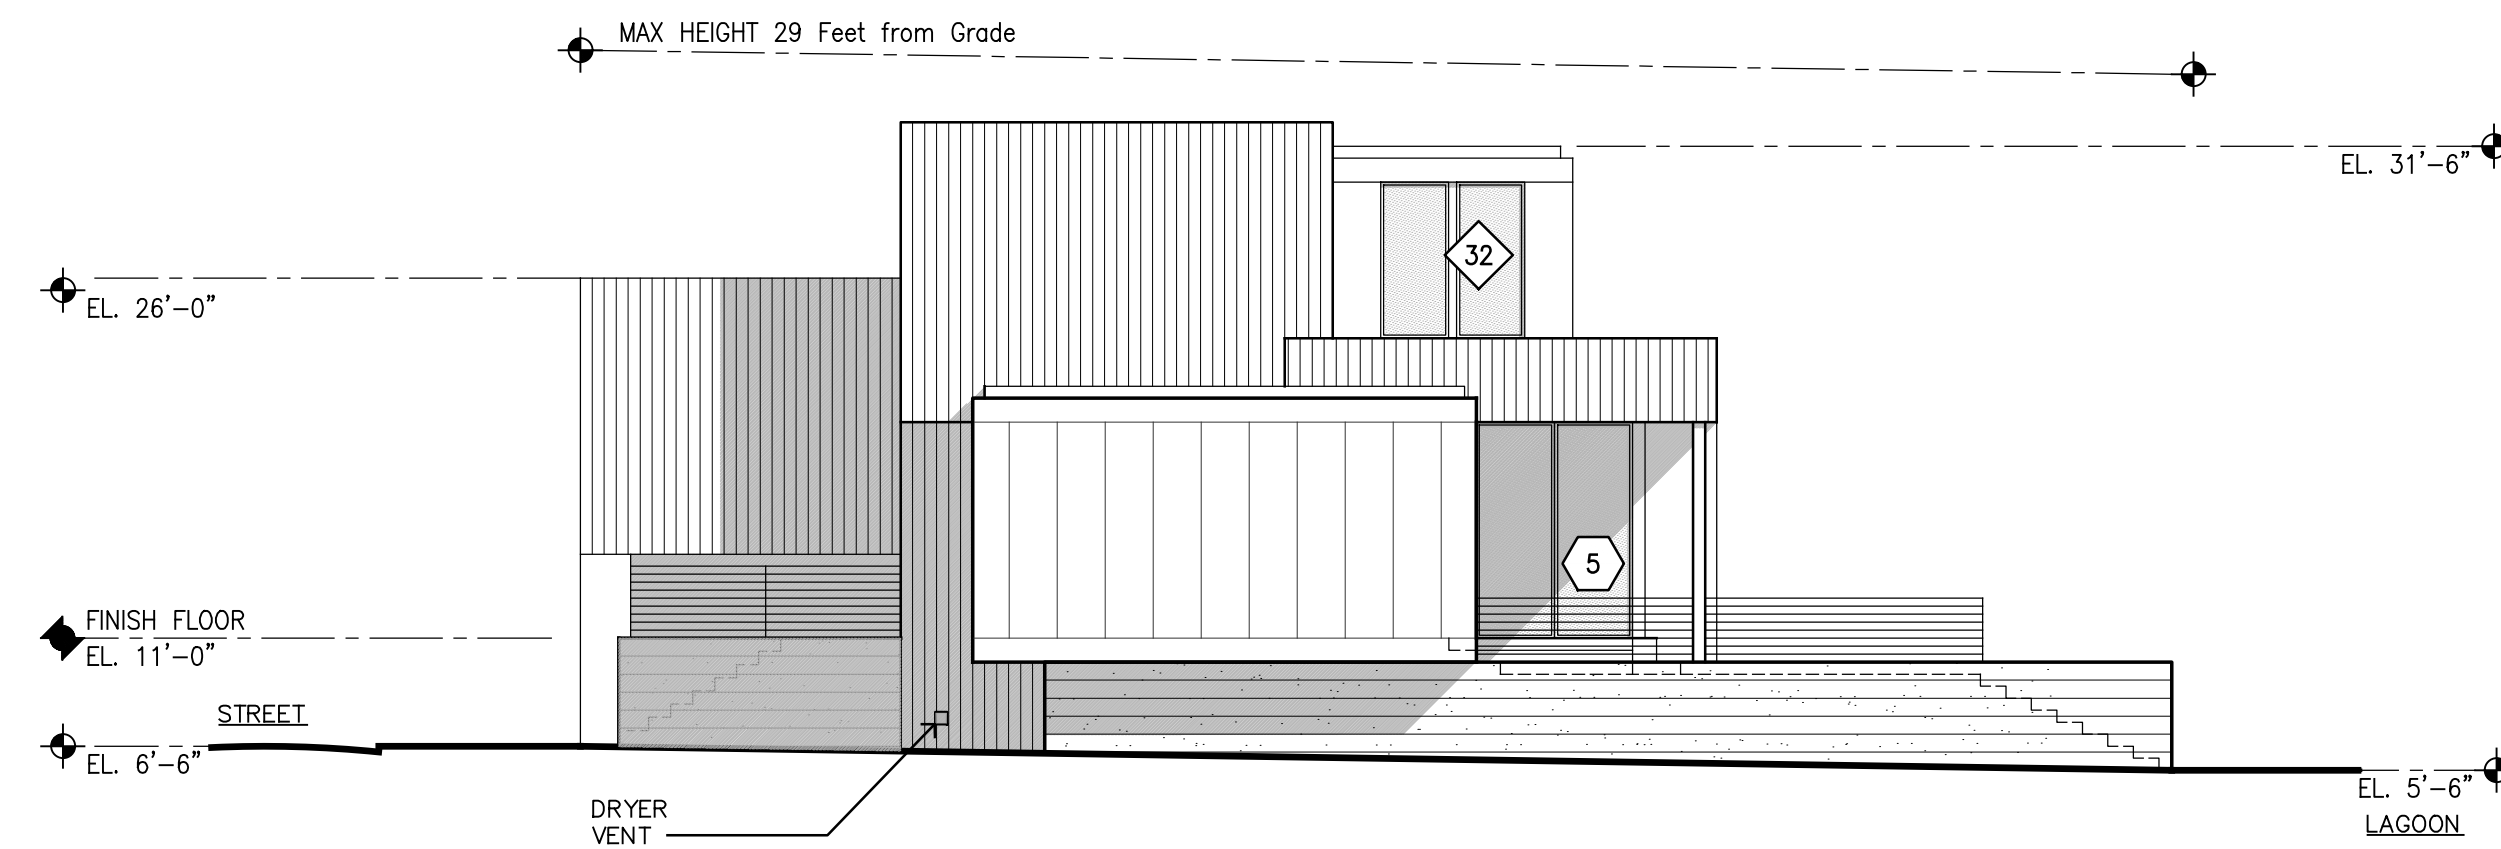 MAX HEIGHT 29 Feet from Grade
EL. 31'-6"
32
EL. 26'-0"
5
FINISH FLOOR
EL. 11'-0"
STREET
EL. 6'-6"
EL. 5'-6"
LAGOON
DRYER
VENT